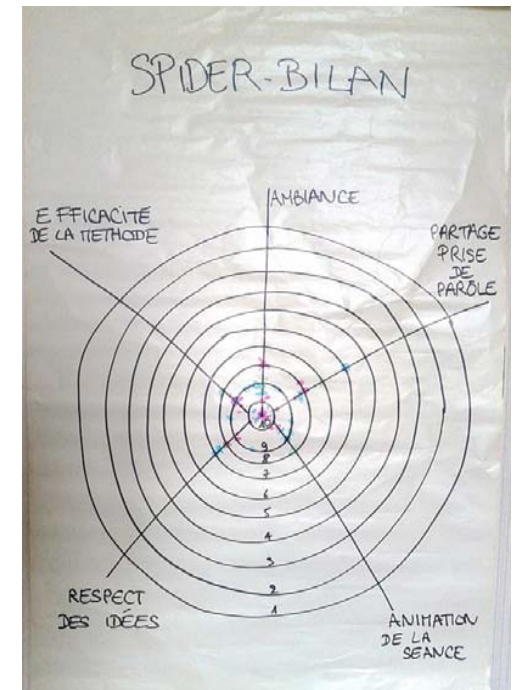 SPIDER-BILAN
AMBIANCE
EFFICACITÉ
DE LA METHODE
PARTAGE
PRISE
DE
PAROLE
10
9
8
7
6
5
4
3
2
1
RESPECT
DES IDÉES
ANIMATION
DE LA
SEANCE